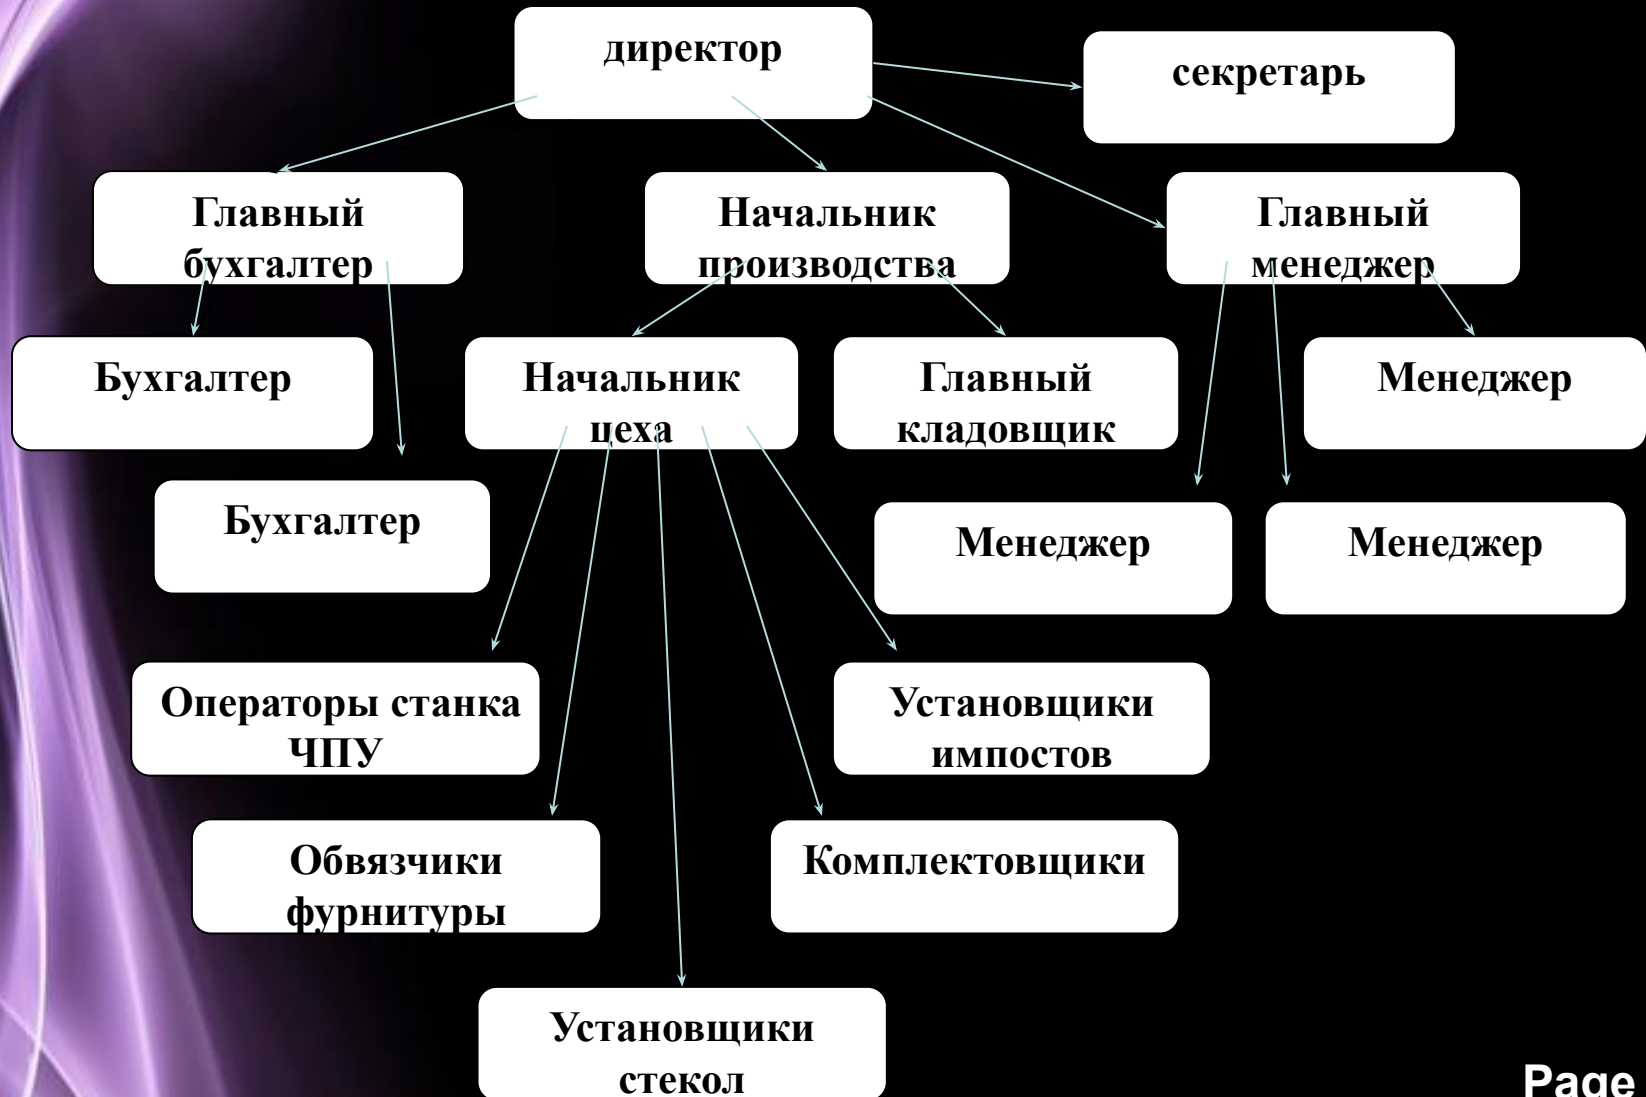 директор
секретарь
Главный
бухгалтер
Начальник
производства
Главный
менеджер
Бухгалтер
Начальник
цеха
Главный
кладовщик
Менеджер
Бухгалтер
Менеджер
Менеджер
Операторы станка
ЧПУ
Установщики
импостов
Обвязчики
фурнитуры
Комплектовщики
Установщики
стекол
Page